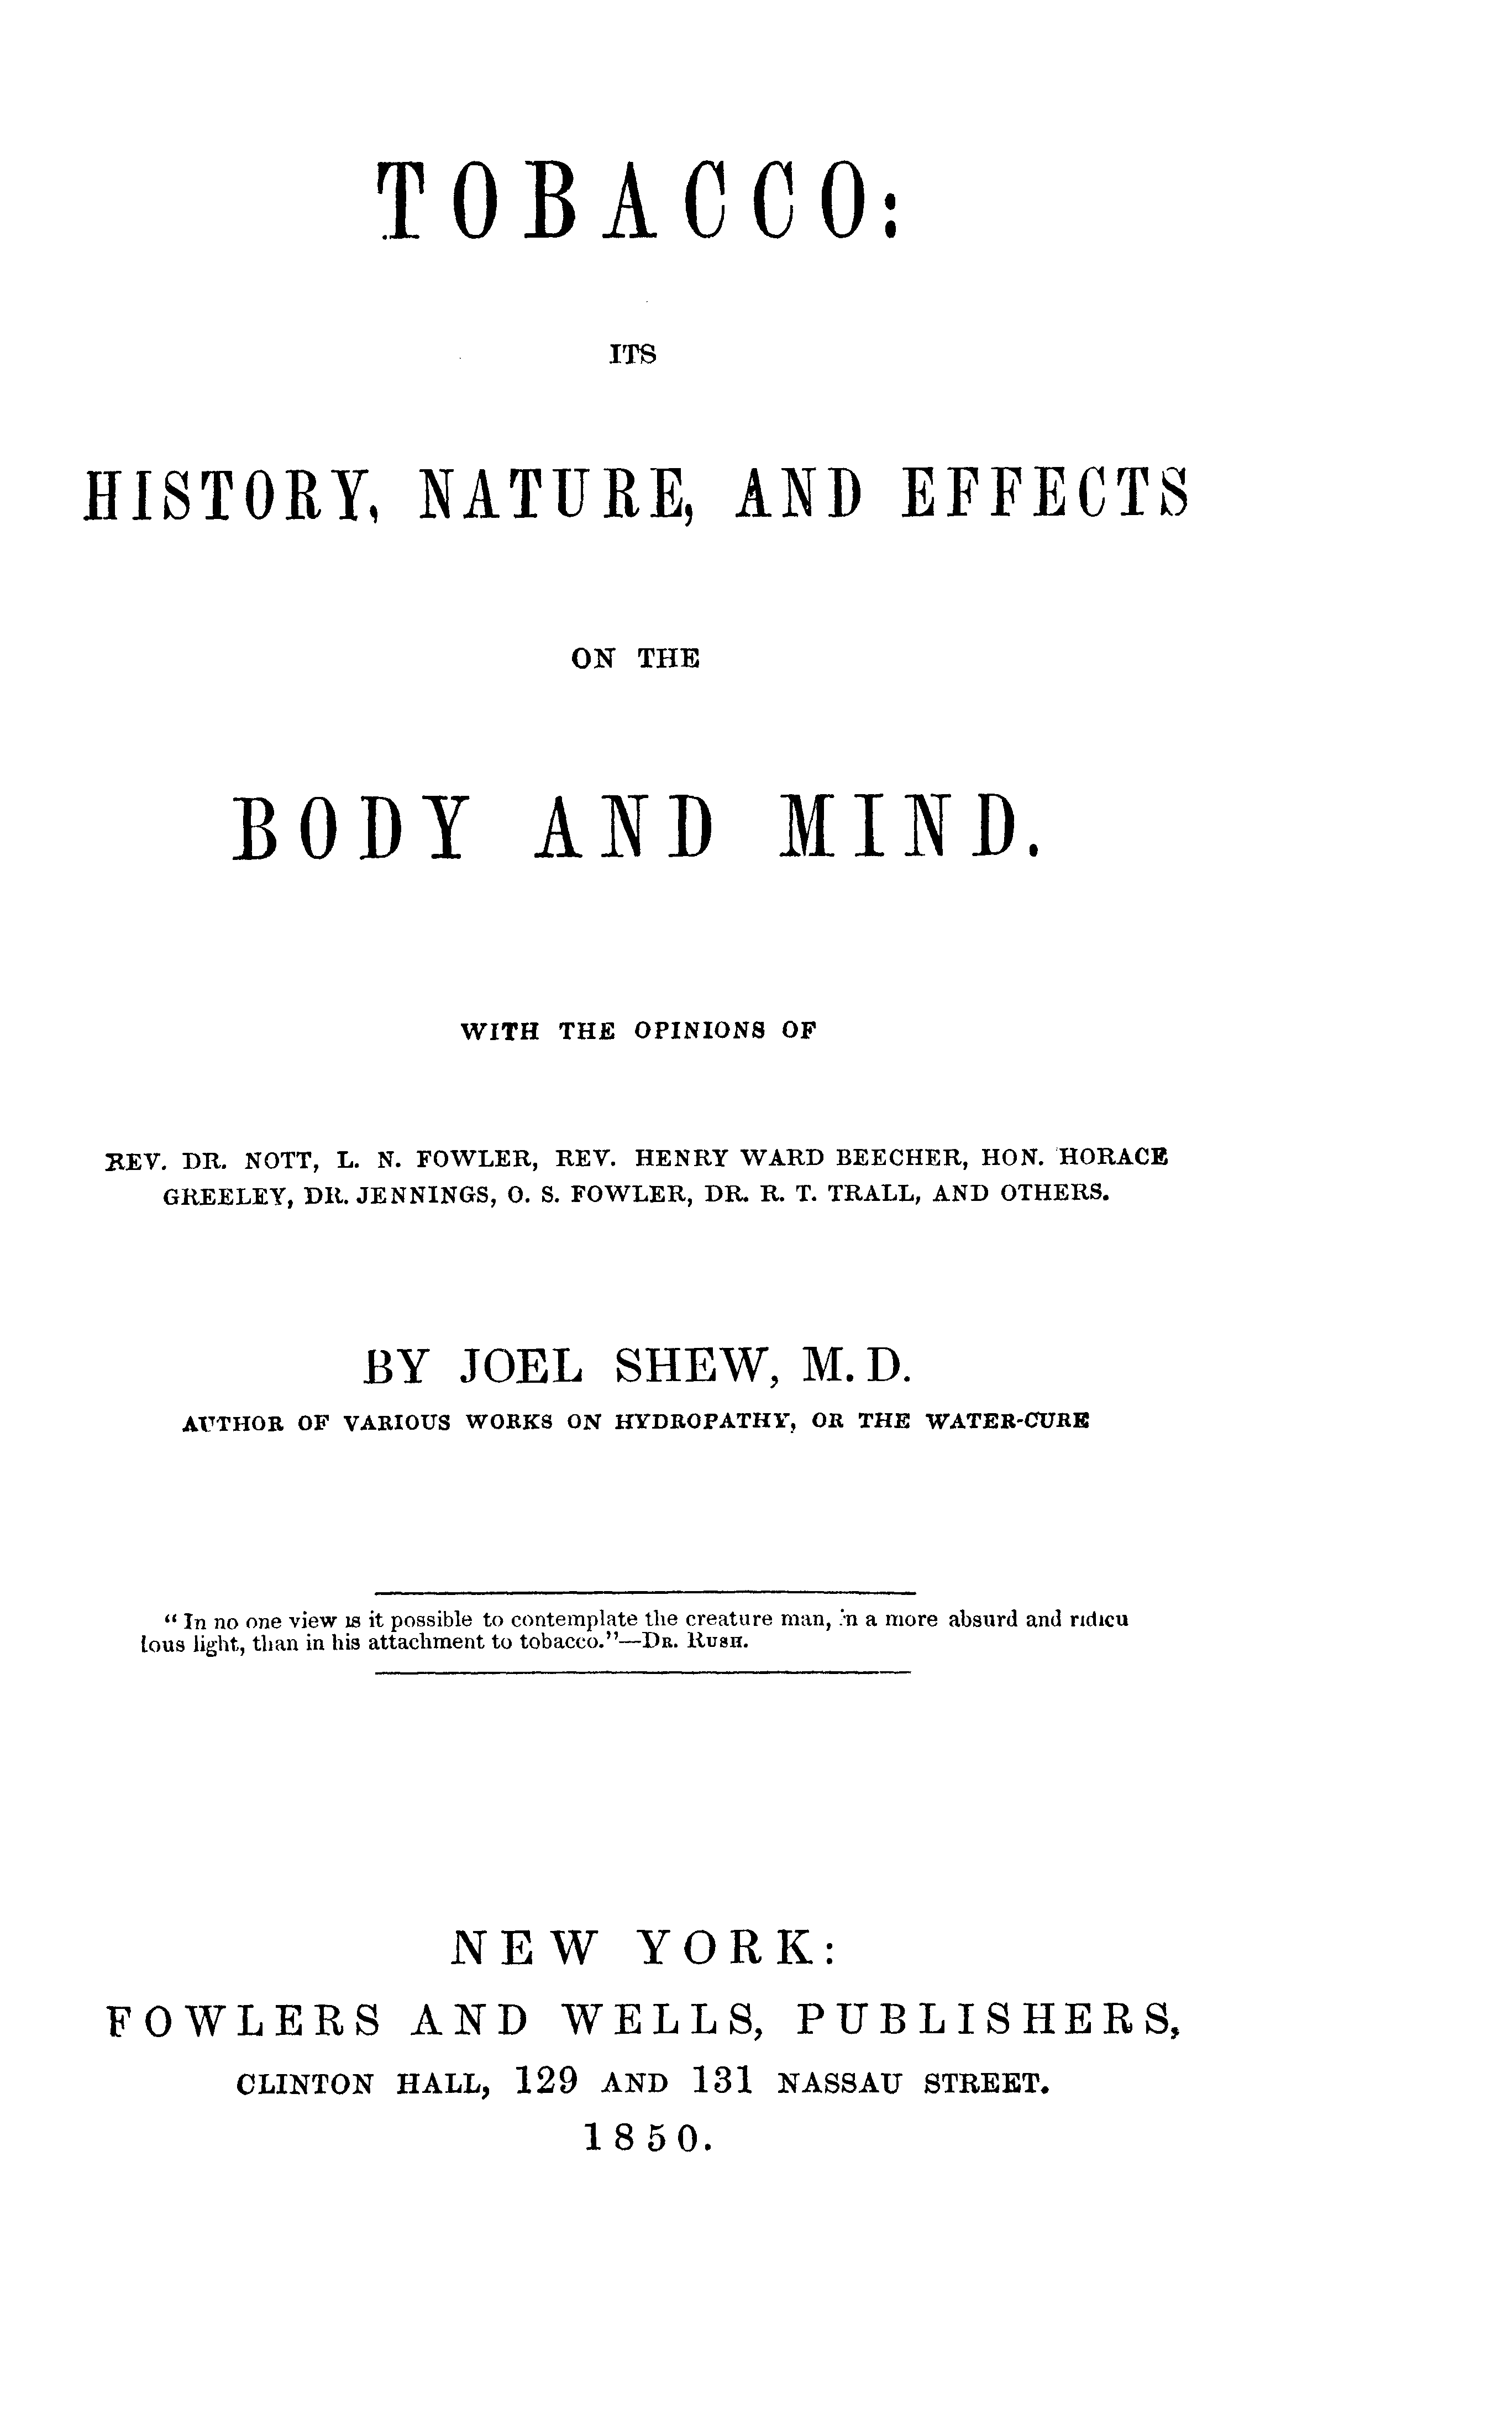 TOBACCO:
ITS
HISTORY, NATURE, AND EFFECTS
ON THE
BODY AND MIND.
WITH THE OPINIONS OF
REV. DR. NOTT, L. N. FOWLER, REV. HENRY WARD BEECHER, HON. HORACE
GREELEY, DR. JENNINGS, O. S. FOWLER, DR. R. T. TRALL, AND OTHERS.
BY JOEL SHEW, M. D.
AUTHOR OF VARIOUS WORKS ON HYDROPATHY, OR THE WATER-CURE
“In no one view is it possible to contemplate the creature man, in a more absurd and ridicu
lous light, than in his attachment to tobacco.”—DR. RUSH.
NEW YORK:
FOWLERS AND WELLS, PUBLISHERS,
CLINTON HALL, 129 AND 131 NASSAU STREET.
1850.